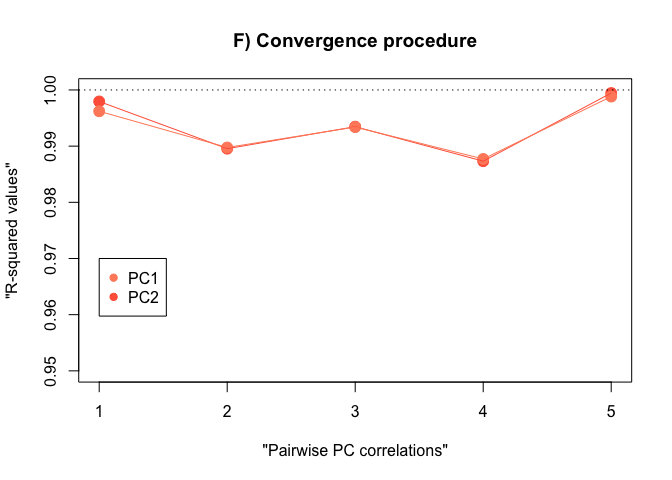 F) Convergence procedure
"R-squared values"
1.00
0.99
0.98
0.97
0.96
0.95
PC1
PC2
1 2 3 4 5
"Pairwise PC correlations"